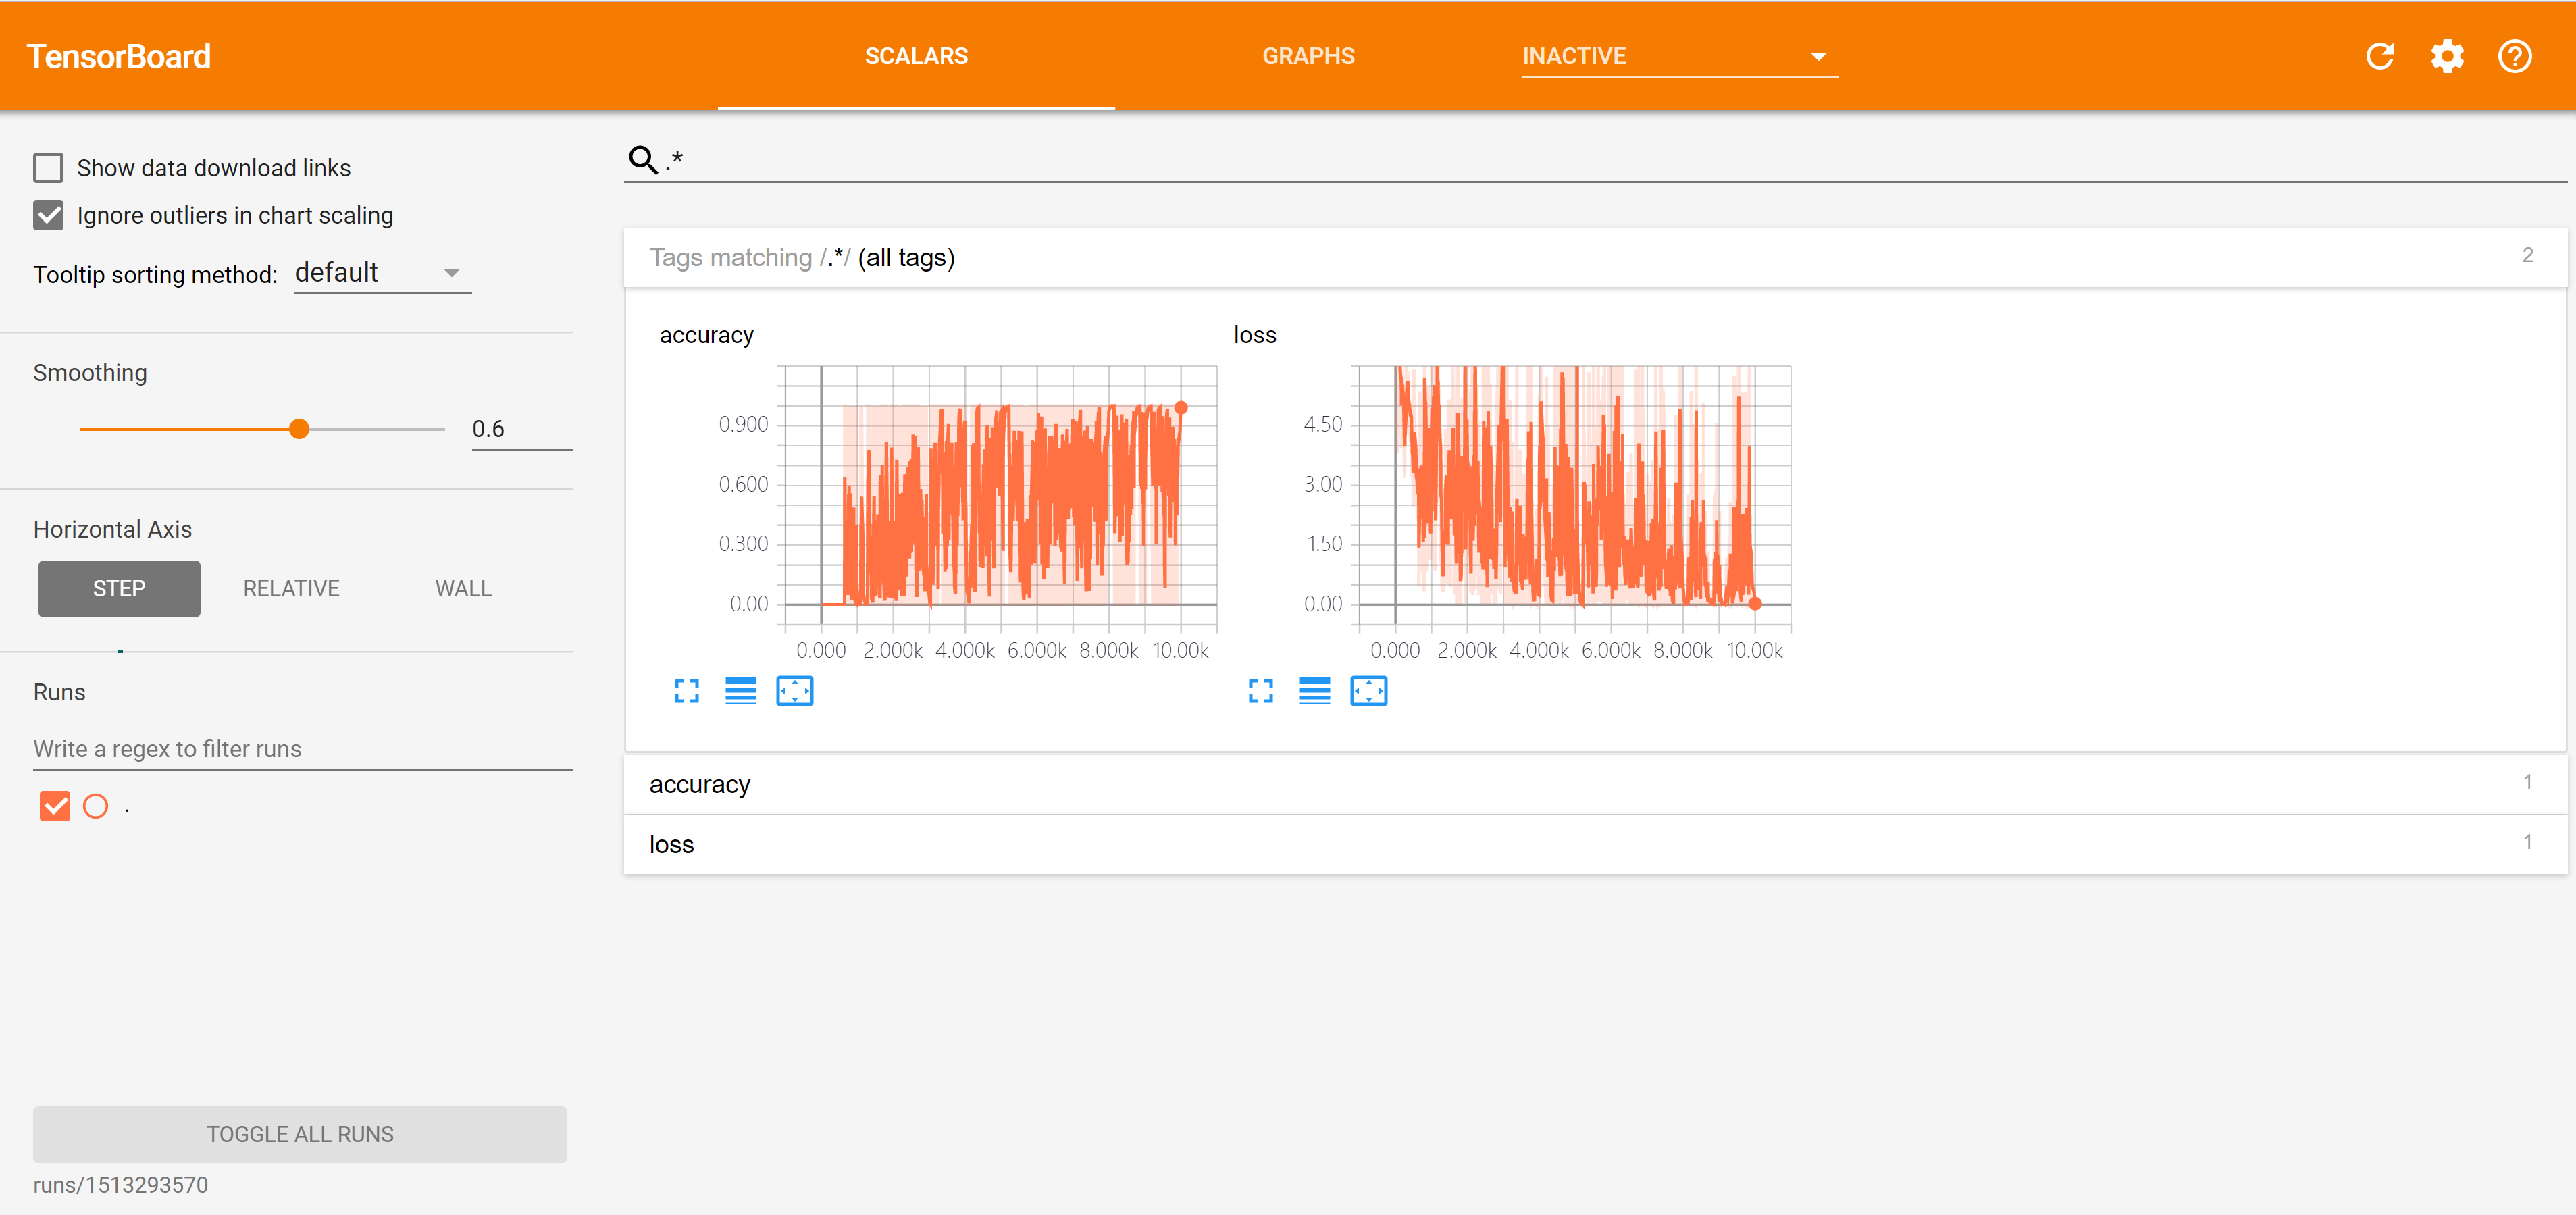 TensorBoard
SCALARS
GRAPHS
INACTIVE
Show data download links
Ignore outliers in chart scaling
Tooltip sorting method: default
Smoothing
0.6
Horizontal Axis
STEP RELATIVE WALL
Runs
Write a regex to filter runs
.
TOGGLE ALL RUNS
runs/1513293570
.*
Tags matching /.*/ (all tags) 2
accuracy
0.900
0.600
0.300
0.00
0.000 2.000k 4.000k 6.000k 8.000k 10.00k
loss
4.50
3.00
1.50
0.00
0.000 2.000k 4.000k 6.000k 8.000k 10.00k
accuracy 1
loss 1